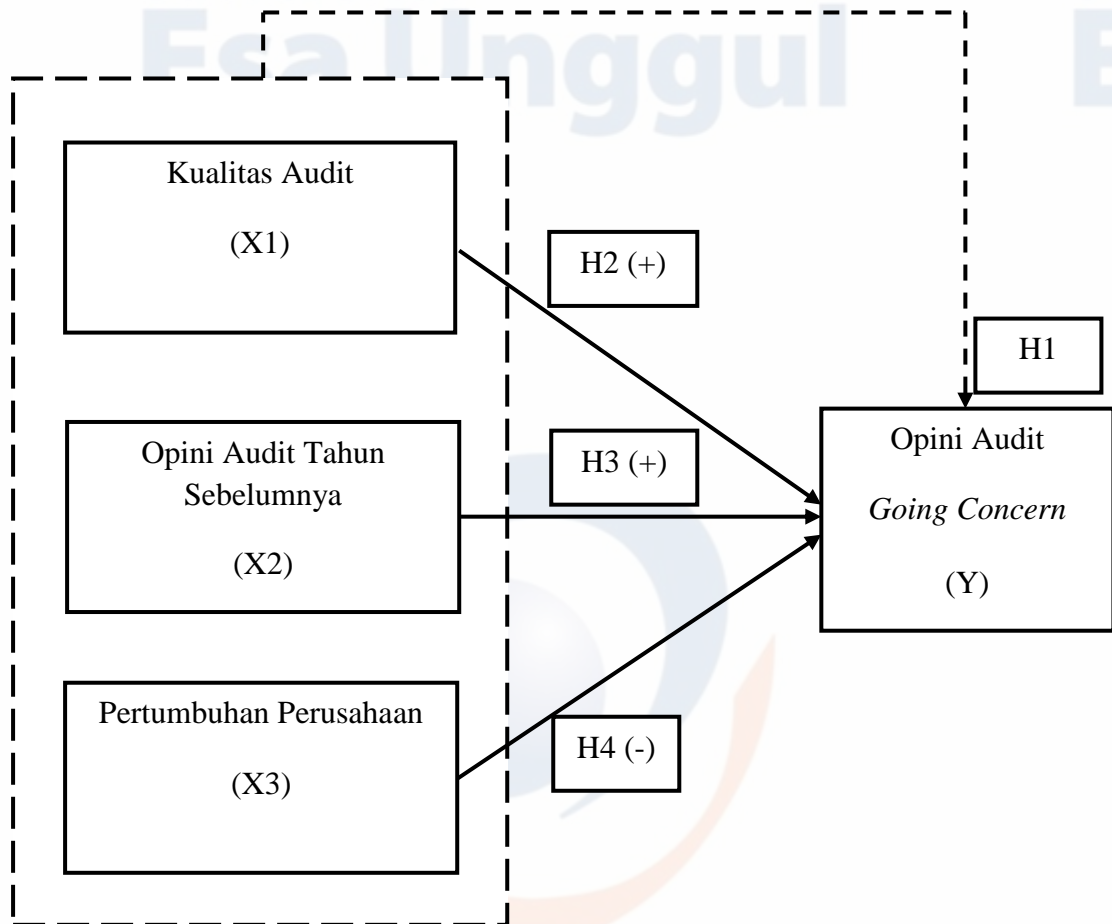 Esa Unggul
E
Kualitas Audit
(X1)
H2 (+)
H1
Opini Audit Tahun
Sebelumnya
(X2)
H3 (+)
Opini Audit
Going Concern
(Y)
Pertumbuhan Perusahaan
(X3)
H4 (-)